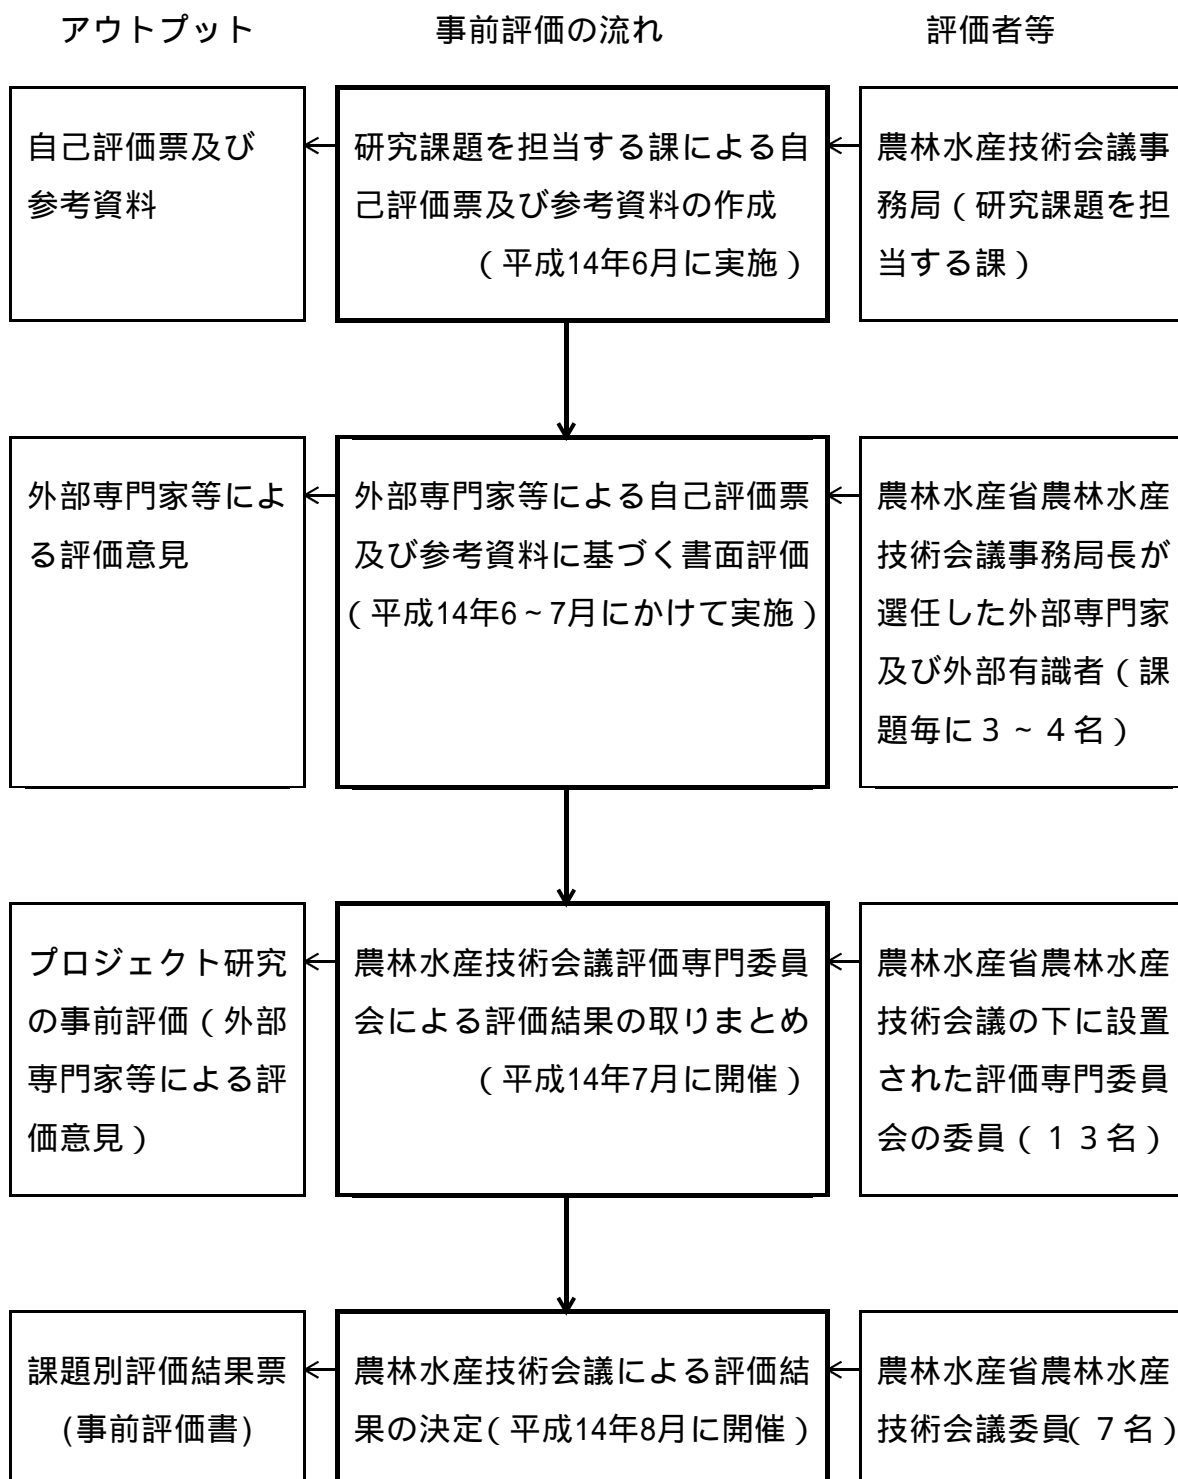 アウトプット
事前評価の流れ
評価者等
自己評価票及び
参考資料
研究課題を担当する課による自
己評価票及び参考資料の作成
（平成14年6月に実施）
農林水産技術会議事
務局（研究課題を担
当する課）
外部専門家等によ
る評価意見
外部専門家等による自己評価票
及び参考資料に基づく書面評価
（平成14年6～7月にかけて実施）
農林水産省農林水産
技術会議事務局長が
選任した外部専門家
及び外部有識者（課
題毎に３～４名）
プロジェクト研究
の事前評価（外部
専門家等による評
価意見）
農林水産技術会議評価専門委員
会による評価結果の取りまとめ
（平成14年7月に開催）
農林水産省農林水産
技術会議の下に設置
された評価専門委員
会の委員（１３名）
課題別評価結果票
(事前評価書)
農林水産技術会議による評価結
果の決定（平成14年8月に開催）
農林水産省農林水産
技術会議委員（７名）